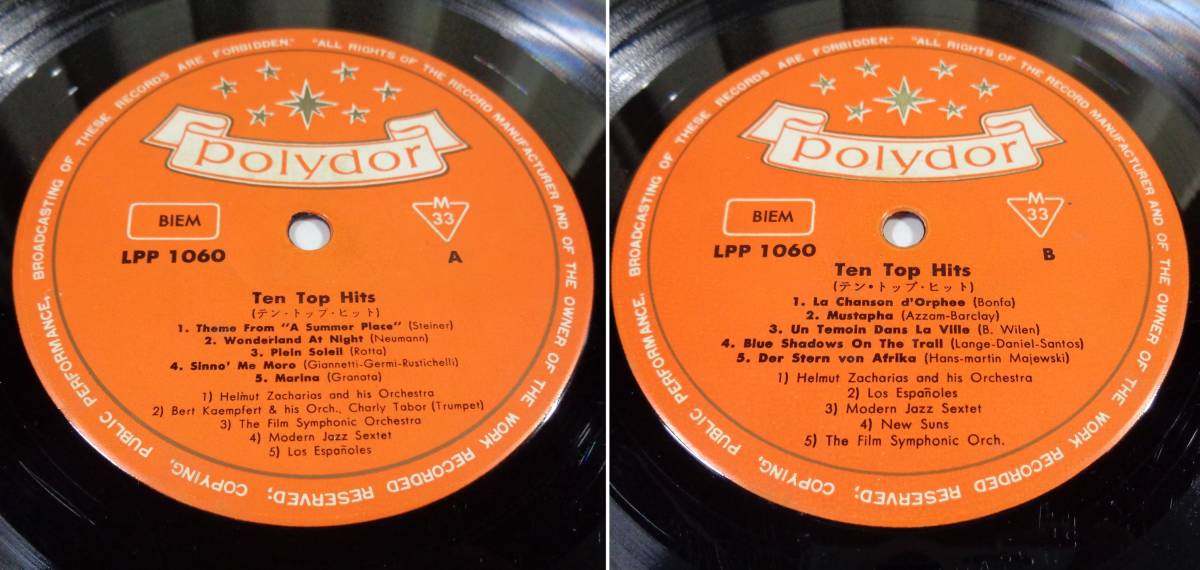 BROADCASTING OF THESE RECORDS ARE FORBIDDEN." "ALL RIGHTS OF THE RECORD MANUFACTURER AND OF THE OWNER OF THE WORK RECORDED RESERVED; COPYING, PUBLIC PERFORMANCE,
polydor
BIEM
M
33
LPP 1060
A
Ten Top Hits
(テン・トップ・ヒット)
1. Theme From "A Summer Place" (Steiner)
2. Wonderland At Night (Neumann)
3. Plein Soleil (Rotta)
4. Sinno' Me Moro (Giannetti-Germi-Rustichelli)
5. Marina (Granata)
1) Helmut Zacharias and his Orchestra
2) Bert Kaempfert & his Orch., Charly Tabor (Trumpet)
3) The Film Symphonic Orchestra
4) Modern Jazz Sextet
5) Los Españoles
BROADCASTING OF THESE RECORDS ARE FORBIDDEN." "ALL RIGHTS OF THE RECORD MANUFACTURER AND OF THE OWNER OF THE WORK RECORDED RESERVED; COPYING, PUBLIC PERFORMANCE,
polydor
BIEM
M
33
LPP 1060
B
Ten Top Hits
(テン・トップ・ヒット)
1. La Chanson d'Orphee (Bonfa)
2. Mustapha (Azzam-Barclay)
3. Un Temoin Dans La Ville (B. Wilen)
4. Blue Shadows On The Trail (Lange-Daniel-Santos)
5. Der Stern von Afrika (Hans-martin Majewski)
1) Helmut Zacharias and his Orchestra
2) Los Españoles
3) Modern Jazz Sextet
4) New Suns
5) The Film Symphonic Orch.